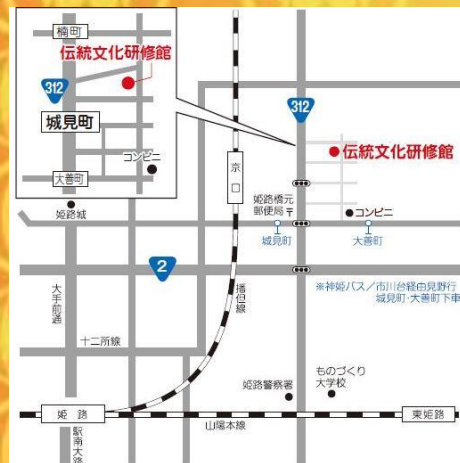 楠町
伝統文化研修館
312
城見町
コンビニ
大善町
312
伝統文化研修館
京口
姫路橋元
郵便局〒
コンビニ
姫路城
城見町
大善町
2
※神姫バス/市川台経由見野行
城見町・大善町下車
大手前通
播但線
十二所線
姫路警察署
ものづくり
大学校
姫路
山陽本線
東姫路
駅南大路